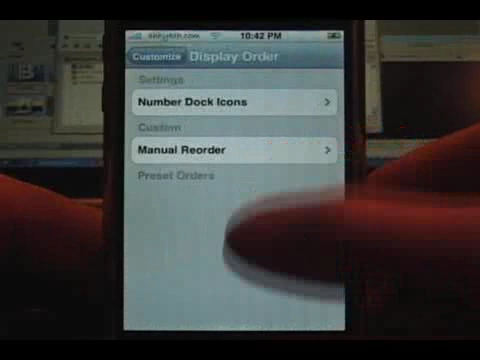 10:42 PM
Customize
Display Order
Settings
Number Dock Icons
Custom
Manual Reorder
Preset Orders